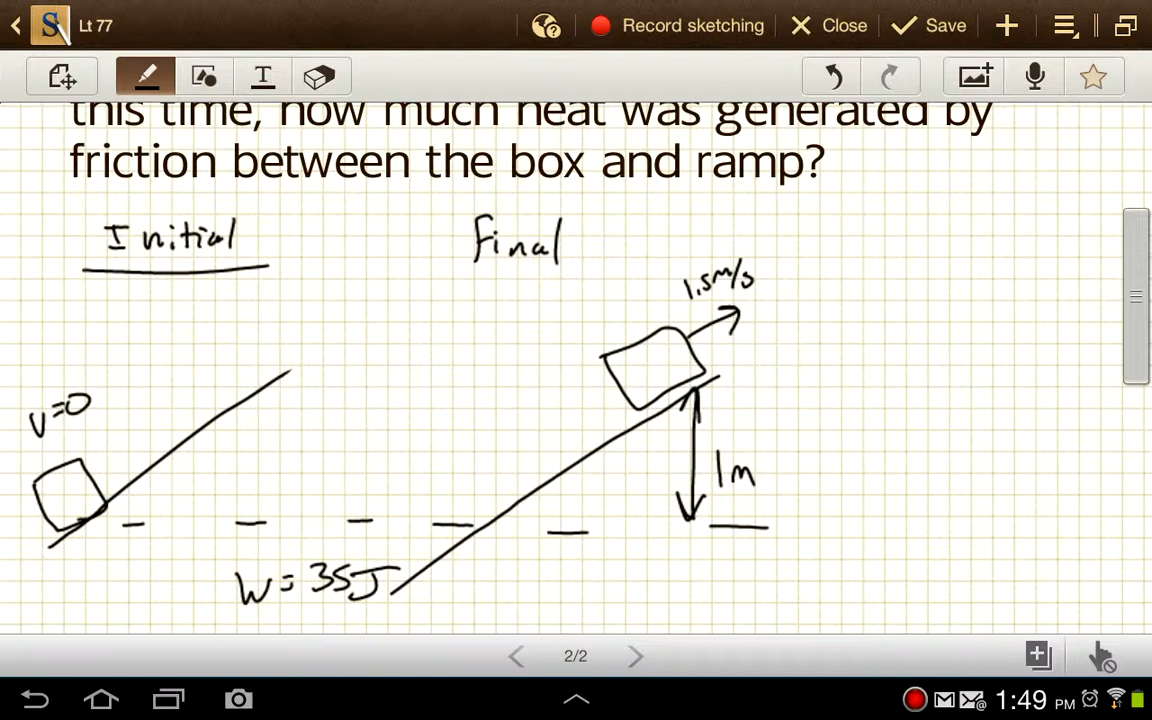 Lt 77
Record sketching
Close
Save
this time, how much heat was generated by
friction between the box and ramp?
Initial
Final
1.5m/s
v=0
1m
W = 35J
2/2
1:49 PM